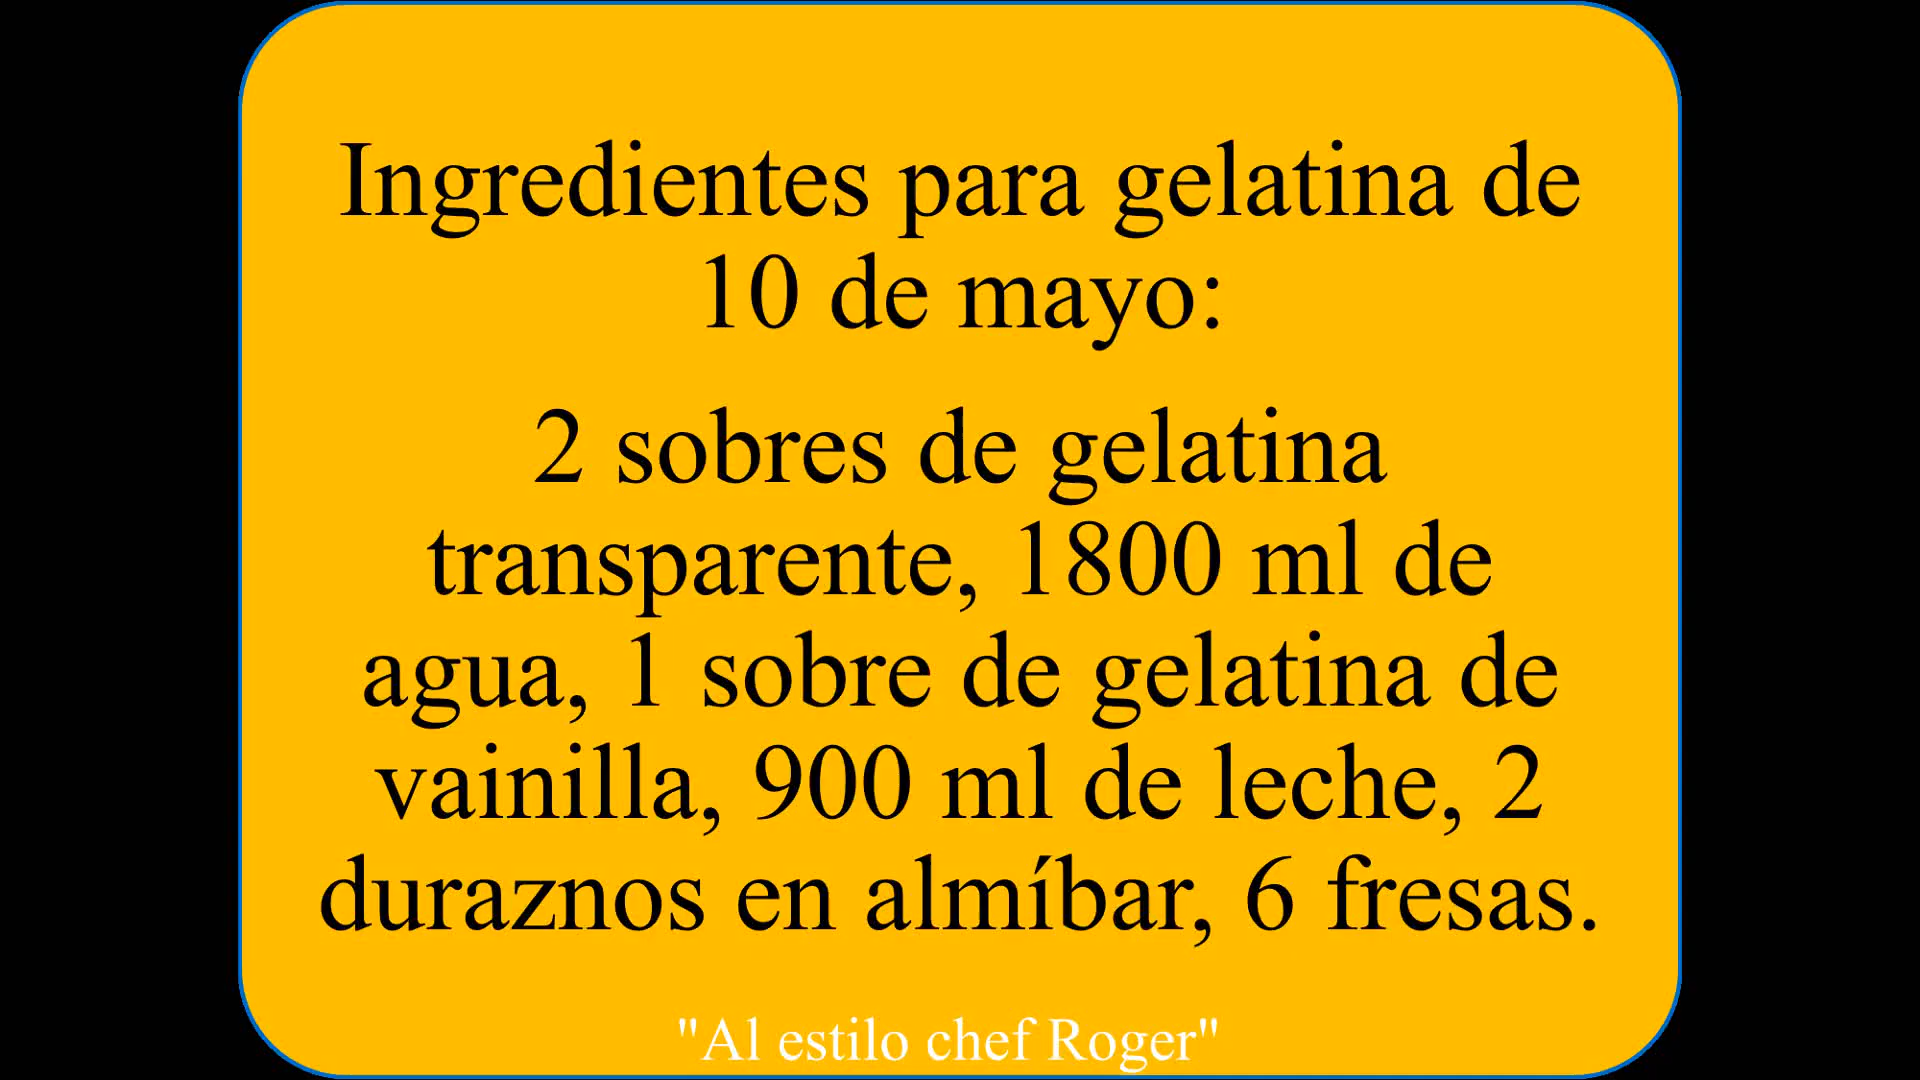 Ingredientes para gelatina de
10 de mayo:
2 sobres de gelatina
transparente, 1800 ml de
agua, 1 sobre de gelatina de
vainilla, 900 ml de leche, 2
duraznos en almíbar, 6 fresas.
"Al estilo chef Roger"